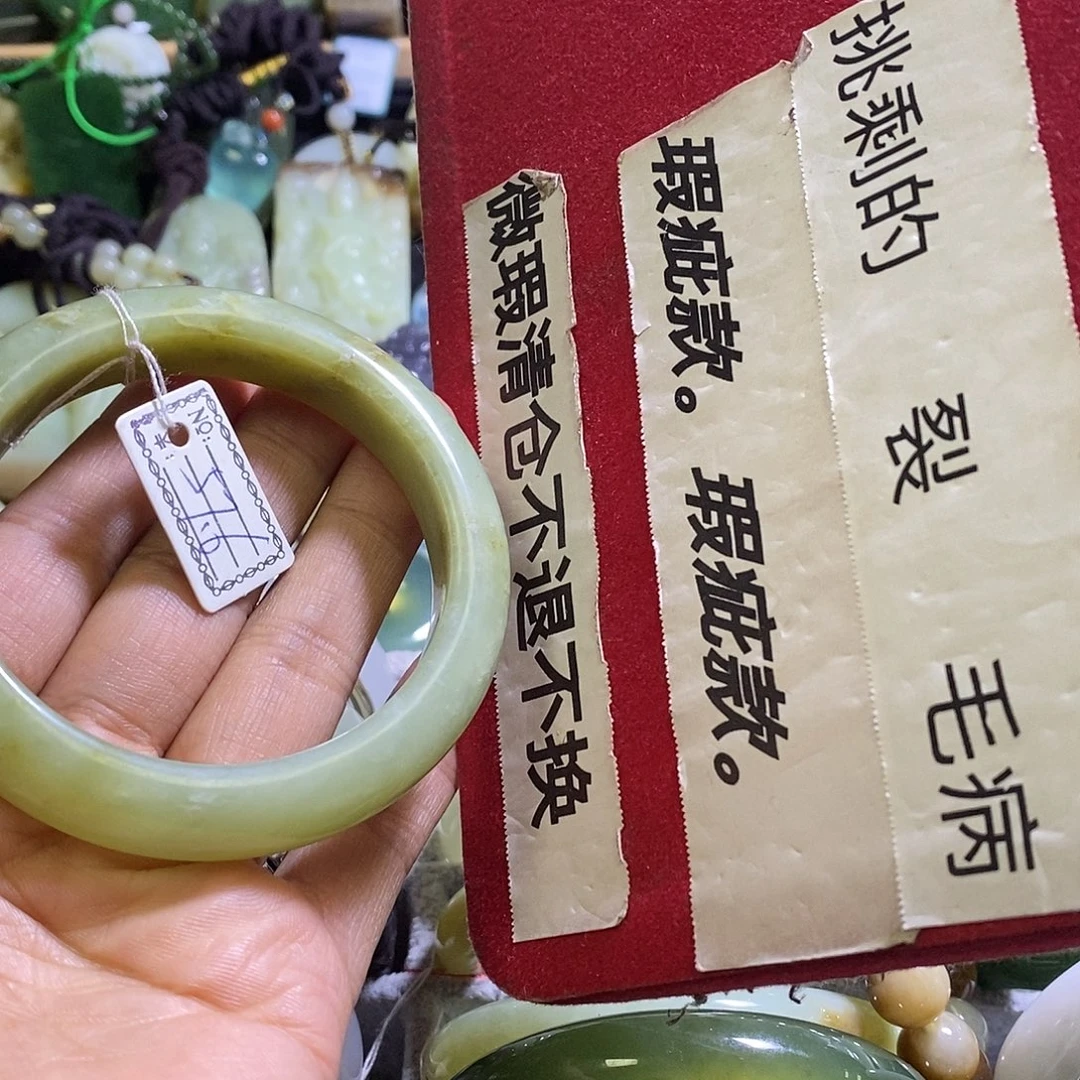 挑剩的 裂 毛病
瑕疵款。 瑕疵款。
微瑕清仓不退不换